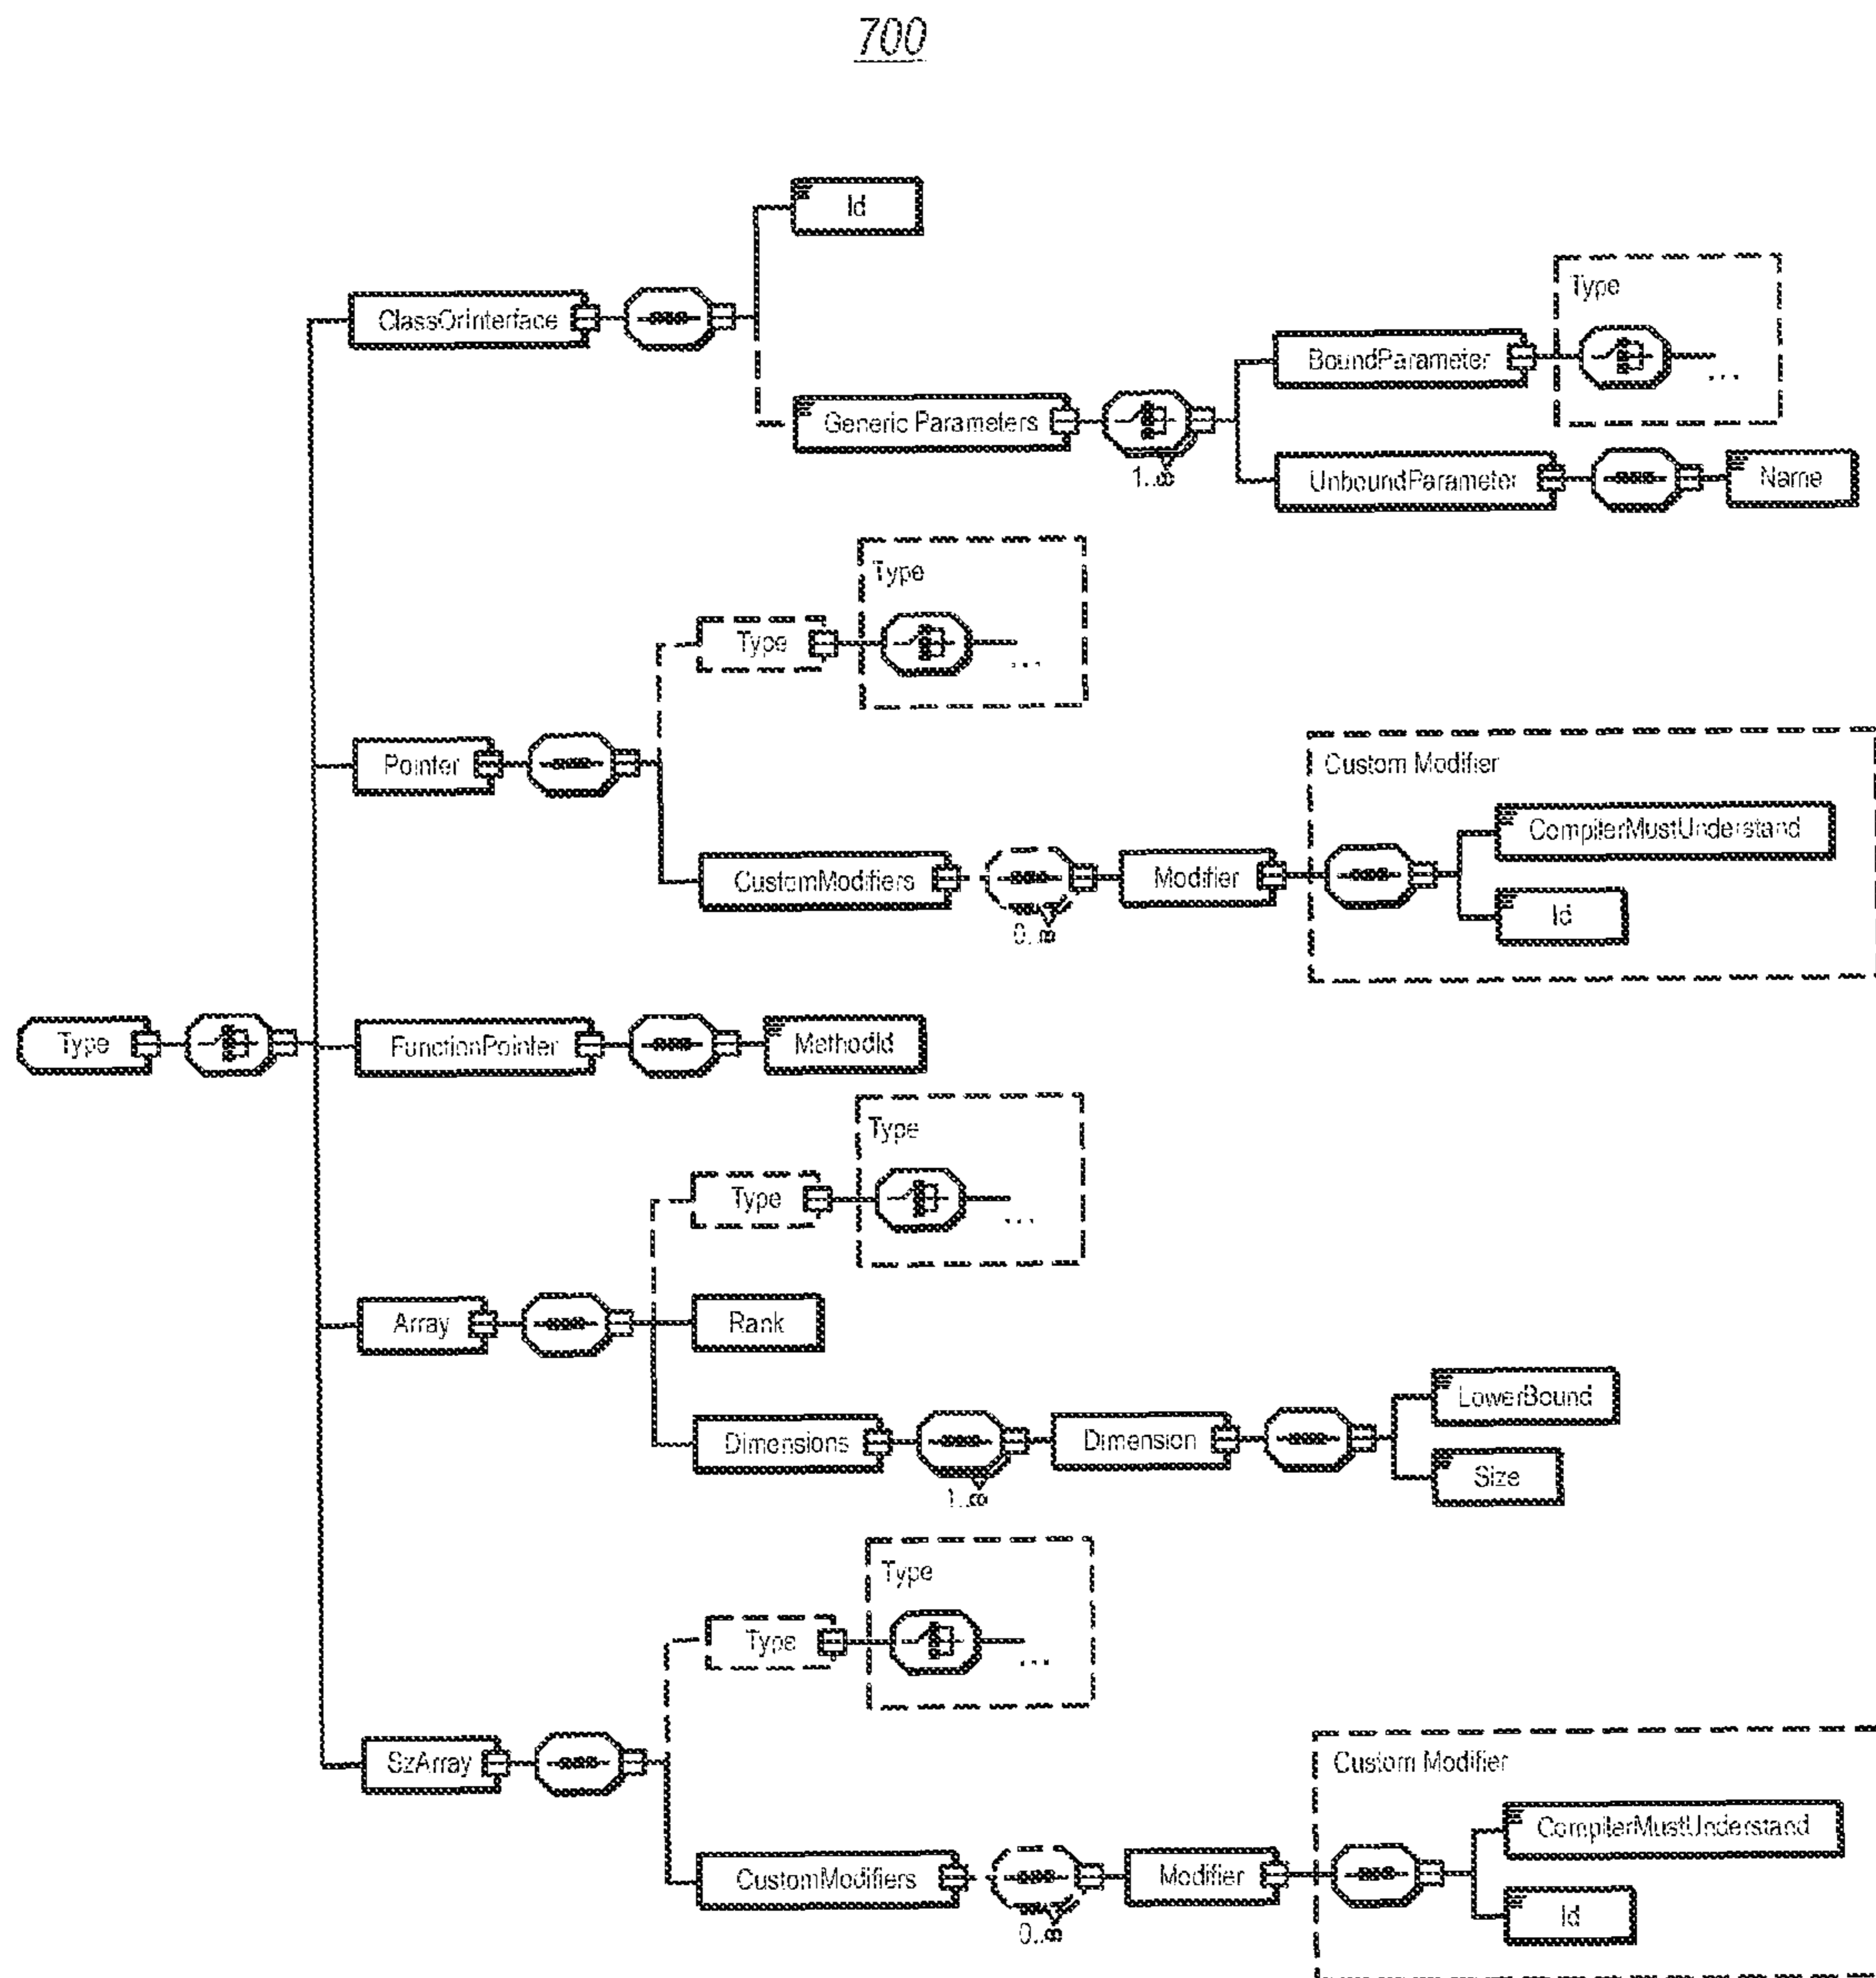 700
Id
ClassOrInterface
Type
BoundParameter
...
Generic Parameters
1..∞
UnboundParameter
Name
Type
Type
...
Pointer
Custom Modifier
CompilerMustUnderstand
CustomModifiers
Modifier
0..∞
Id
Type
FunctionPointer
MethodId
Type
Type
...
Array
Rank
LowerBound
Dimensions
Dimension
1..∞
Size
Type
Type
...
SzArray
Custom Modifier
CompilerMustUnderstand
CustomModifiers
Modifier
0..∞
Id